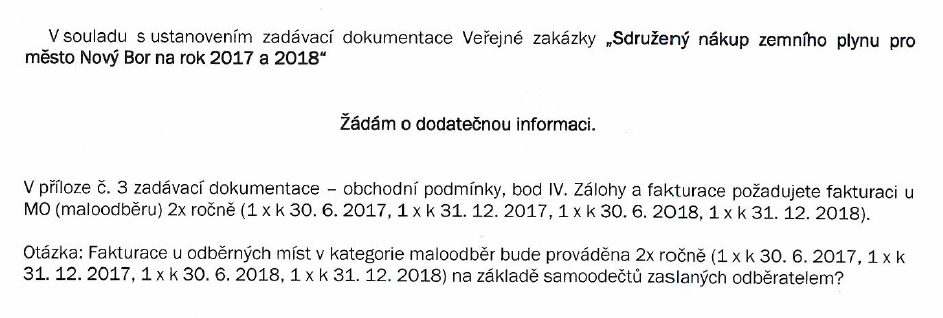 V souladu s ustanovením zadávací dokumentace Veřejné zakázky „Sdružený nákup zemního plynu pro
město Nový Bor na rok 2017 a 2018“
Žádám o dodatečnou informaci.
V příloze č. 3 zadávací dokumentace – obchodní podmínky, bod IV. Zálohy a fakturace požadujete fakturaci u
MO (maloodběru) 2x ročně (1 x k 30. 6. 2017, 1 x k 31. 12. 2017, 1 x k 30. 6. 2018, 1 x k 31. 12. 2018).
Otázka: Fakturace u odběrných míst v kategorie maloodběr bude prováděna 2x ročně (1 x k 30. 6. 2017, 1 x k
31. 12. 2017, 1 x k 30. 6. 2018, 1 x k 31. 12. 2018) na základě samoodečtů zaslaných odběratelem?